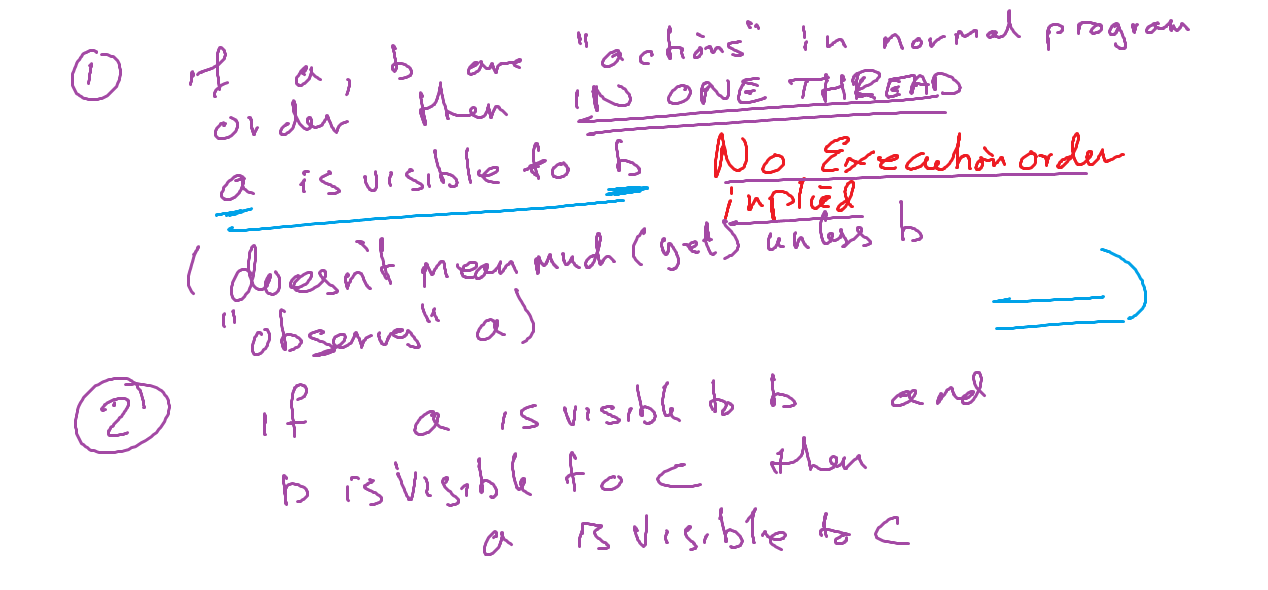 ① if a, b are "actions" in normal program
order then IN ONE THREAD
a is visible to b No Execution order
implied
(doesn't mean much (yet) unless b
"observes" a)
② if a is visible to b and
b is visible to c then
a is visible to c